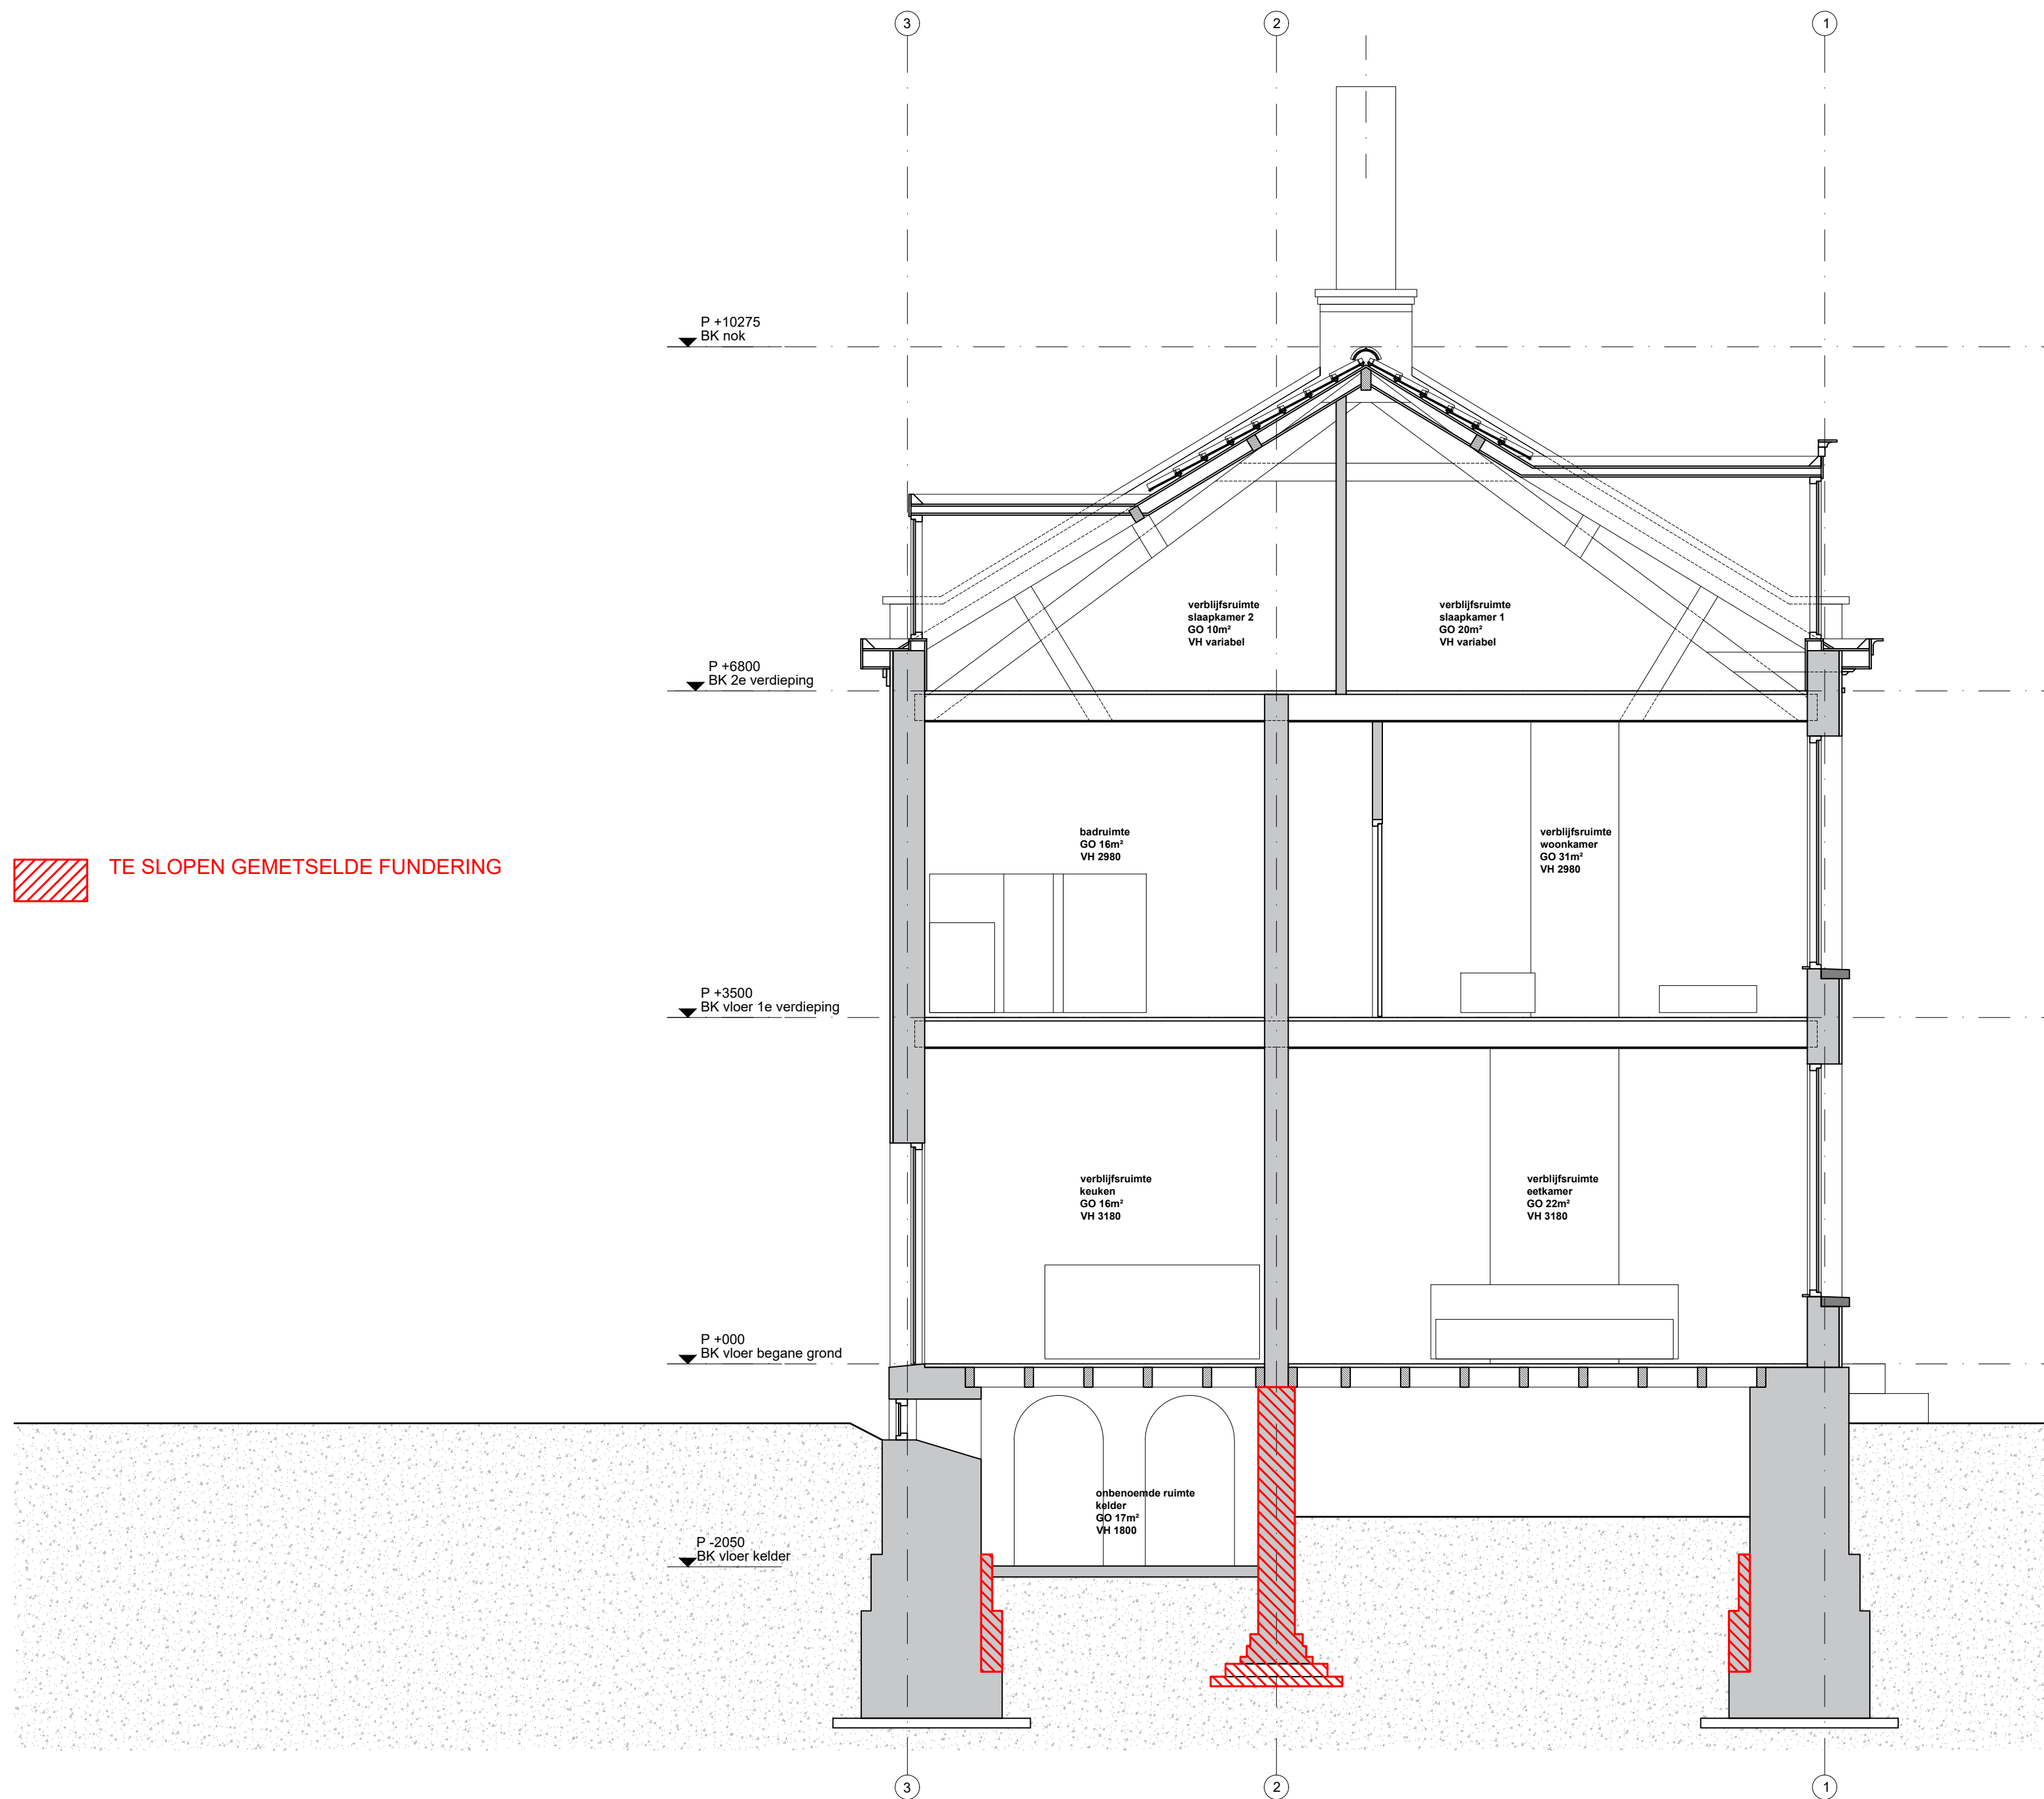 3
2
1
P +10275
BK nok
verblijfsruimte
slaapkamer 2
GO 10m²
VH variabel
verblijfsruimte
slaapkamer 1
GO 20m²
VH variabel
P +6800
BK 2e verdieping
badruimte
GO 16m²
VH 2980
verblijfsruimte
woonkamer
GO 31m²
VH 2980
TE SLOPEN GEMETSELDE FUNDERING
P +3500
BK vloer 1e verdieping
verblijfsruimte
keuken
GO 16m²
VH 3180
verblijfsruimte
eetkamer
GO 22m²
VH 3180
P +000
BK vloer begane grond
onbenoemde ruimte
kelder
GO 17m²
VH 1800
P -2050
BK vloer kelder
3
2
1